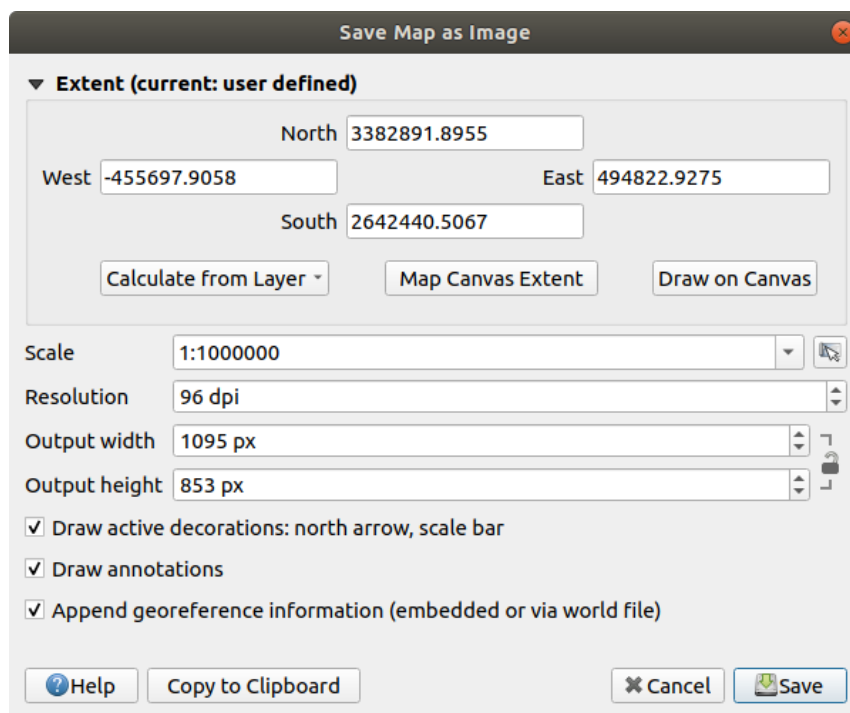 Save Map as Image
Extent (current: user defined)
North 3382891.8955
West -455697.9058 East 494822.9275
South 2642440.5067
Calculate from Layer Map Canvas Extent Draw on Canvas
Scale 1:1000000
Resolution 96 dpi
Output width 1095 px
Output height 853 px
Draw active decorations: north arrow, scale bar
Draw annotations
Append georeference information (embedded or via world file)
?Help Copy to Clipboard Cancel Save